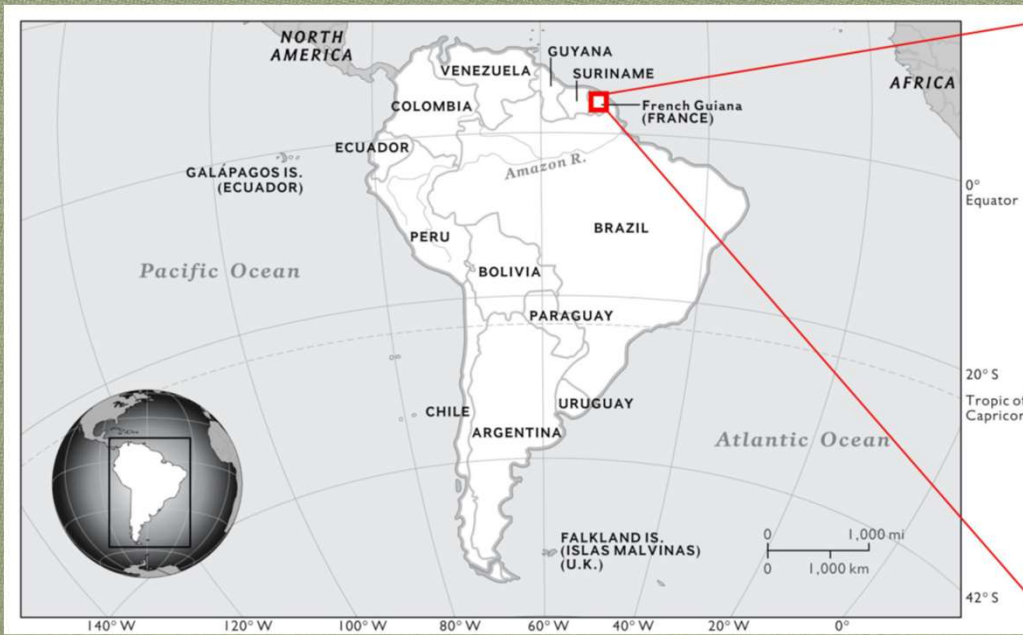 NORTH
AMERICA
GUYANA
VENEZUELA
SURINAME
AFRICA
COLOMBIA
French Guiana
(FRANCE)
ECUADOR
Amazon R.
GALÁPAGOS IS.
(ECUADOR)
0°
Equator
BRAZIL
PERU
Pacific Ocean
BOLIVIA
PARAGUAY
20° S
Tropic of
Capricor
CHILE
URUGUAY
ARGENTINA
Atlantic Ocean
FALKLAND IS.
(ISLAS MALVINAS)
(U.K.)
0 1,000 mi
0 1,000 km
42° S
140° W 120° W 100° W 80° W 60° W 40° W 20° W 0°